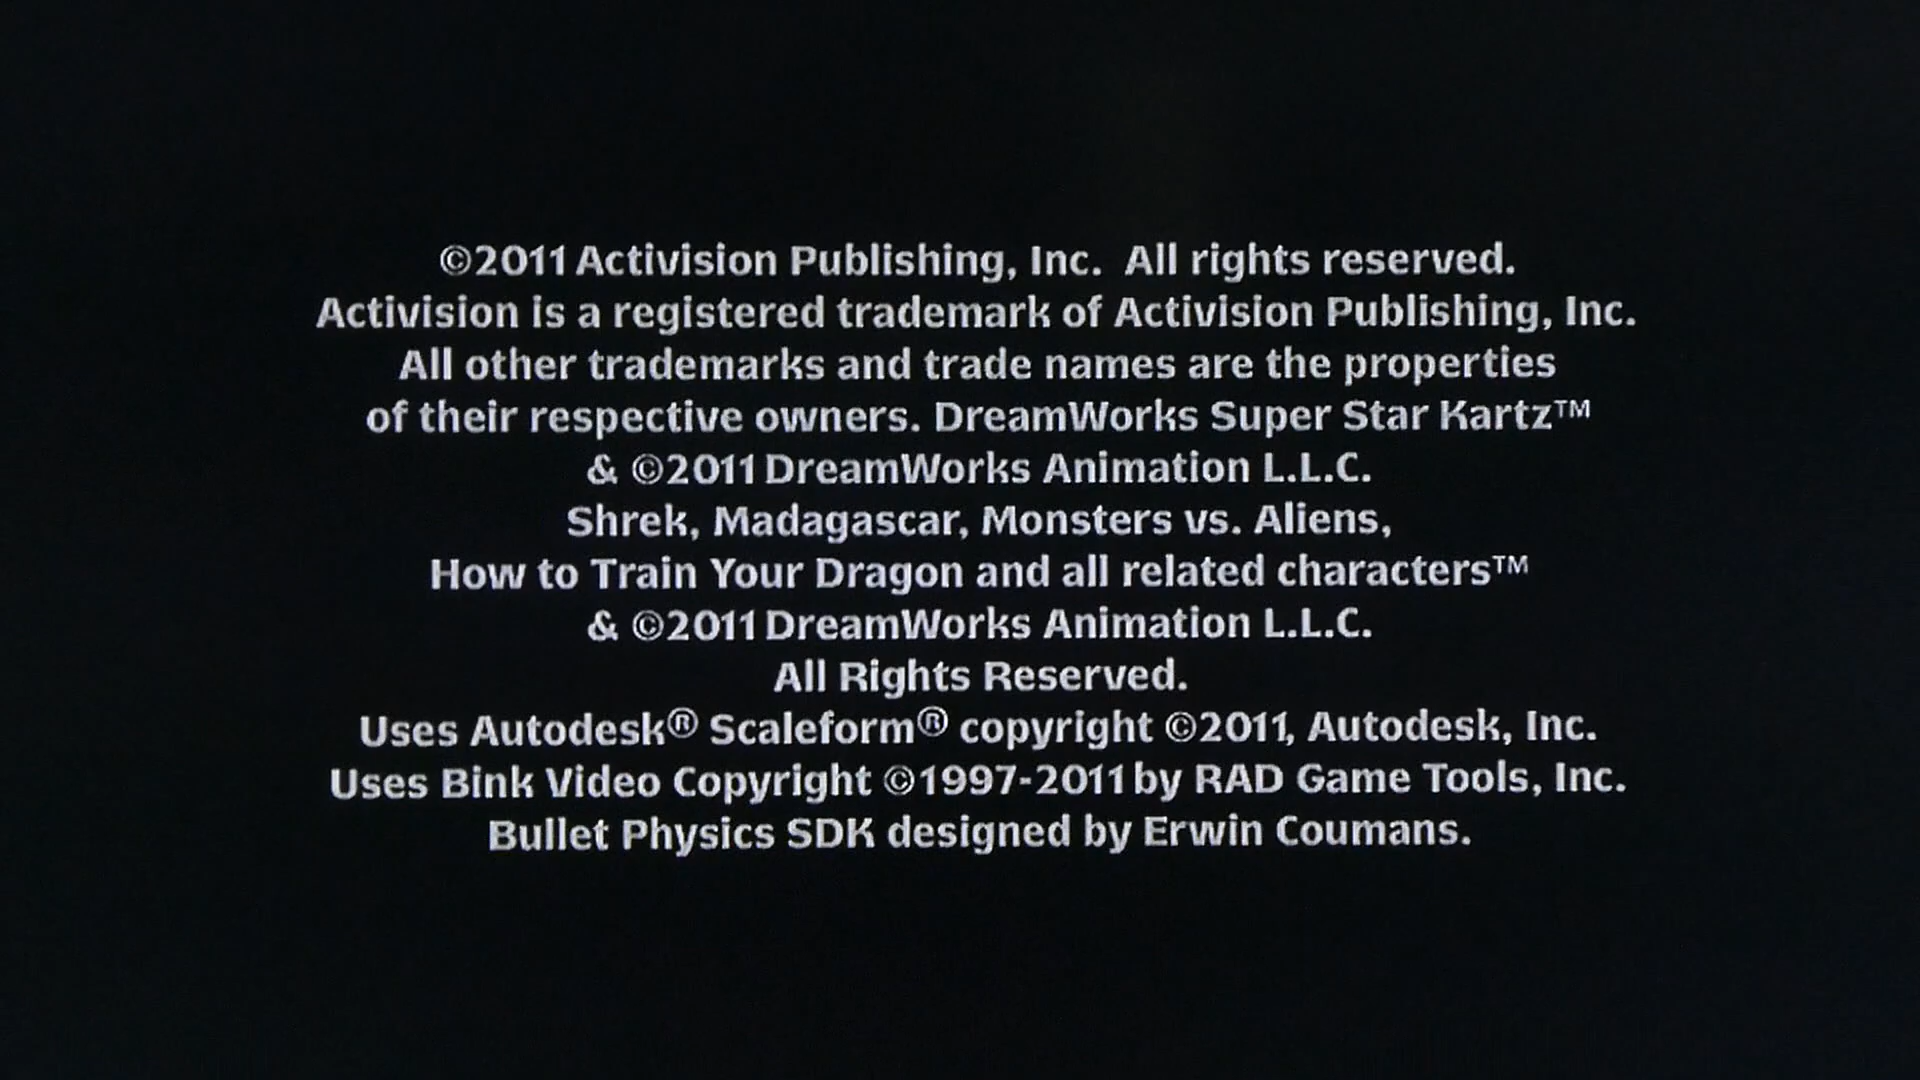 ©2011 Activision Publishing, Inc. All rights reserved.
Activision is a registered trademark of Activision Publishing, Inc.
All other trademarks and trade names are the properties
of their respective owners. DreamWorks Super Star Kartz™
& ©2011 DreamWorks Animation L.L.C.
Shrek, Madagascar, Monsters vs. Aliens,
How to Train Your Dragon and all related characters™
& ©2011 DreamWorks Animation L.L.C.
All Rights Reserved.
Uses Autodesk® Scaleform® copyright ©2011, Autodesk, Inc.
Uses Bink Video Copyright ©1997-2011 by RAD Game Tools, Inc.
Bullet Physics SDK designed by Erwin Coumans.